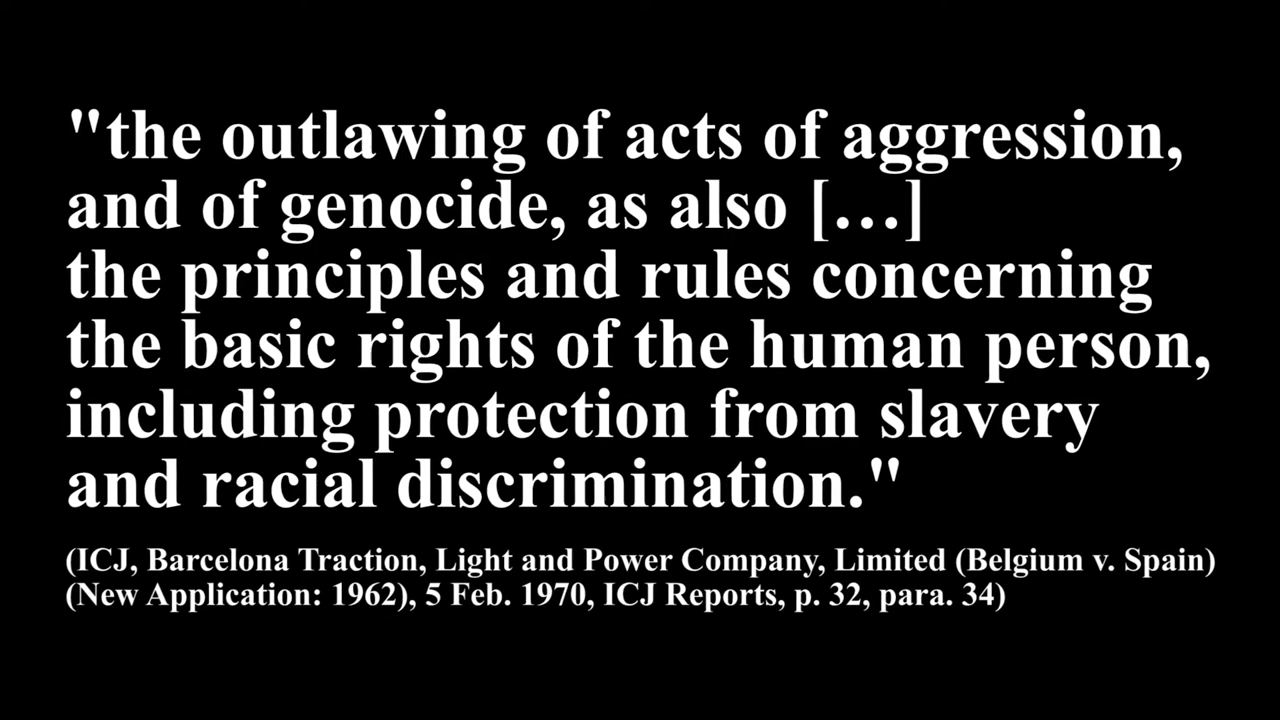 "the outlawing of acts of aggression,
and of genocide, as also […]
the principles and rules concerning
the basic rights of the human person,
including protection from slavery
and racial discrimination."
(ICJ, Barcelona Traction, Light and Power Company, Limited (Belgium v. Spain)
(New Application: 1962), 5 Feb. 1970, ICJ Reports, p. 32, para. 34)